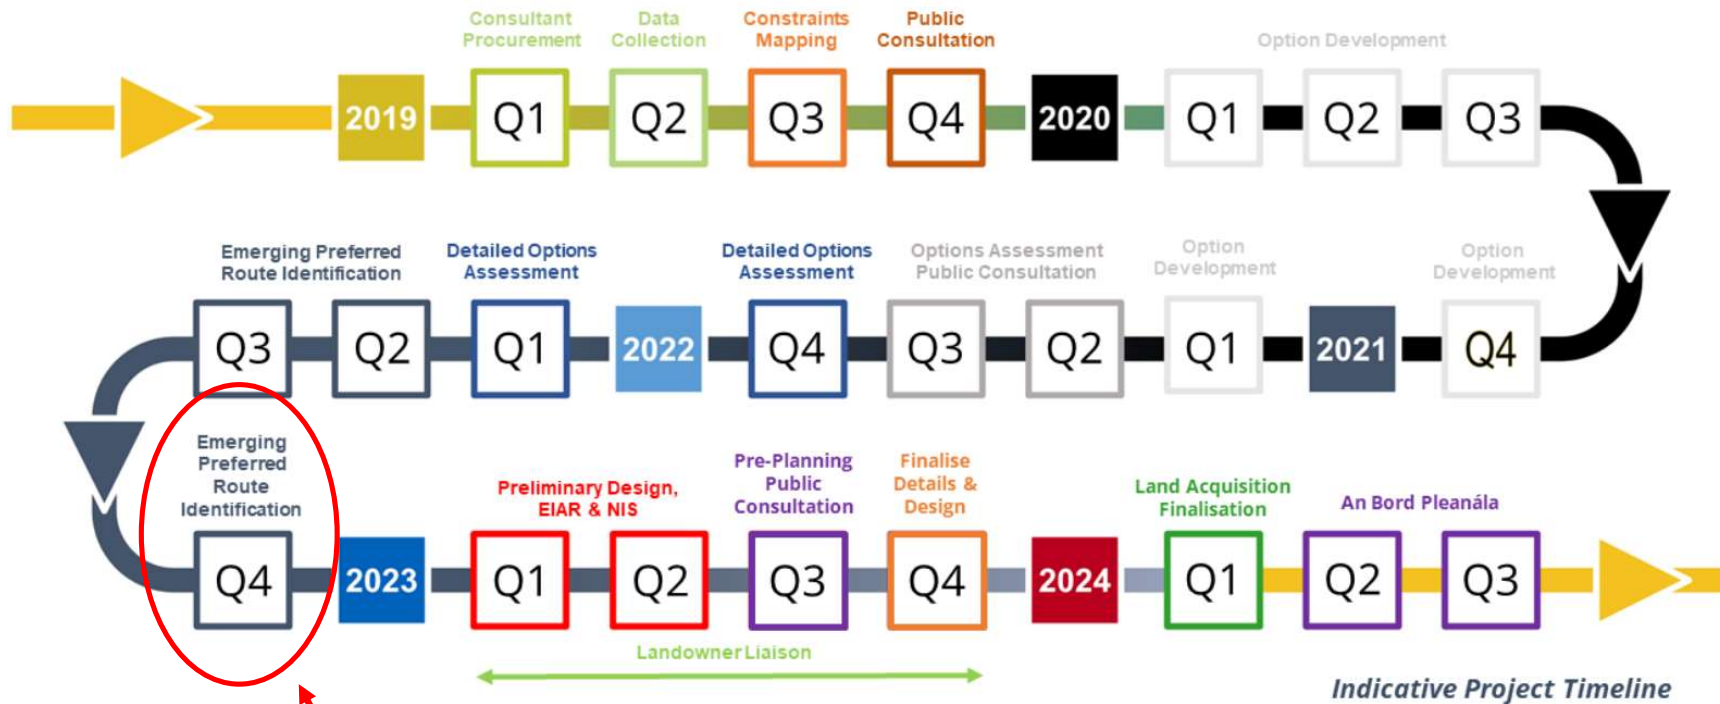 Consultant
Procurement
Data
Collection
Constraints
Mapping
Public
Consultation
Option Development
2019
Q1
Q2
Q3
Q4
2020
Q1
Q2
Q3
Emerging Preferred
Route Identification
Detailed Options
Assessment
Detailed Options
Assessment
Options Assessment
Public Consultation
Option
Development
Option
Development
Q3
Q2
Q1
2022
Q4
Q3
Q2
Q1
2021
Q4
Emerging
Preferred
Route
Identification
Preliminary Design,
EIAR & NIS
Pre-Planning
Public
Consultation
Finalise
Details &
Design
Land Acquisition
Finalisation
An Bord Pleanála
Q4
2023
Q1
Q2
Q3
Q4
2024
Q1
Q2
Q3
Landowner Liaison
Indicative Project Timeline